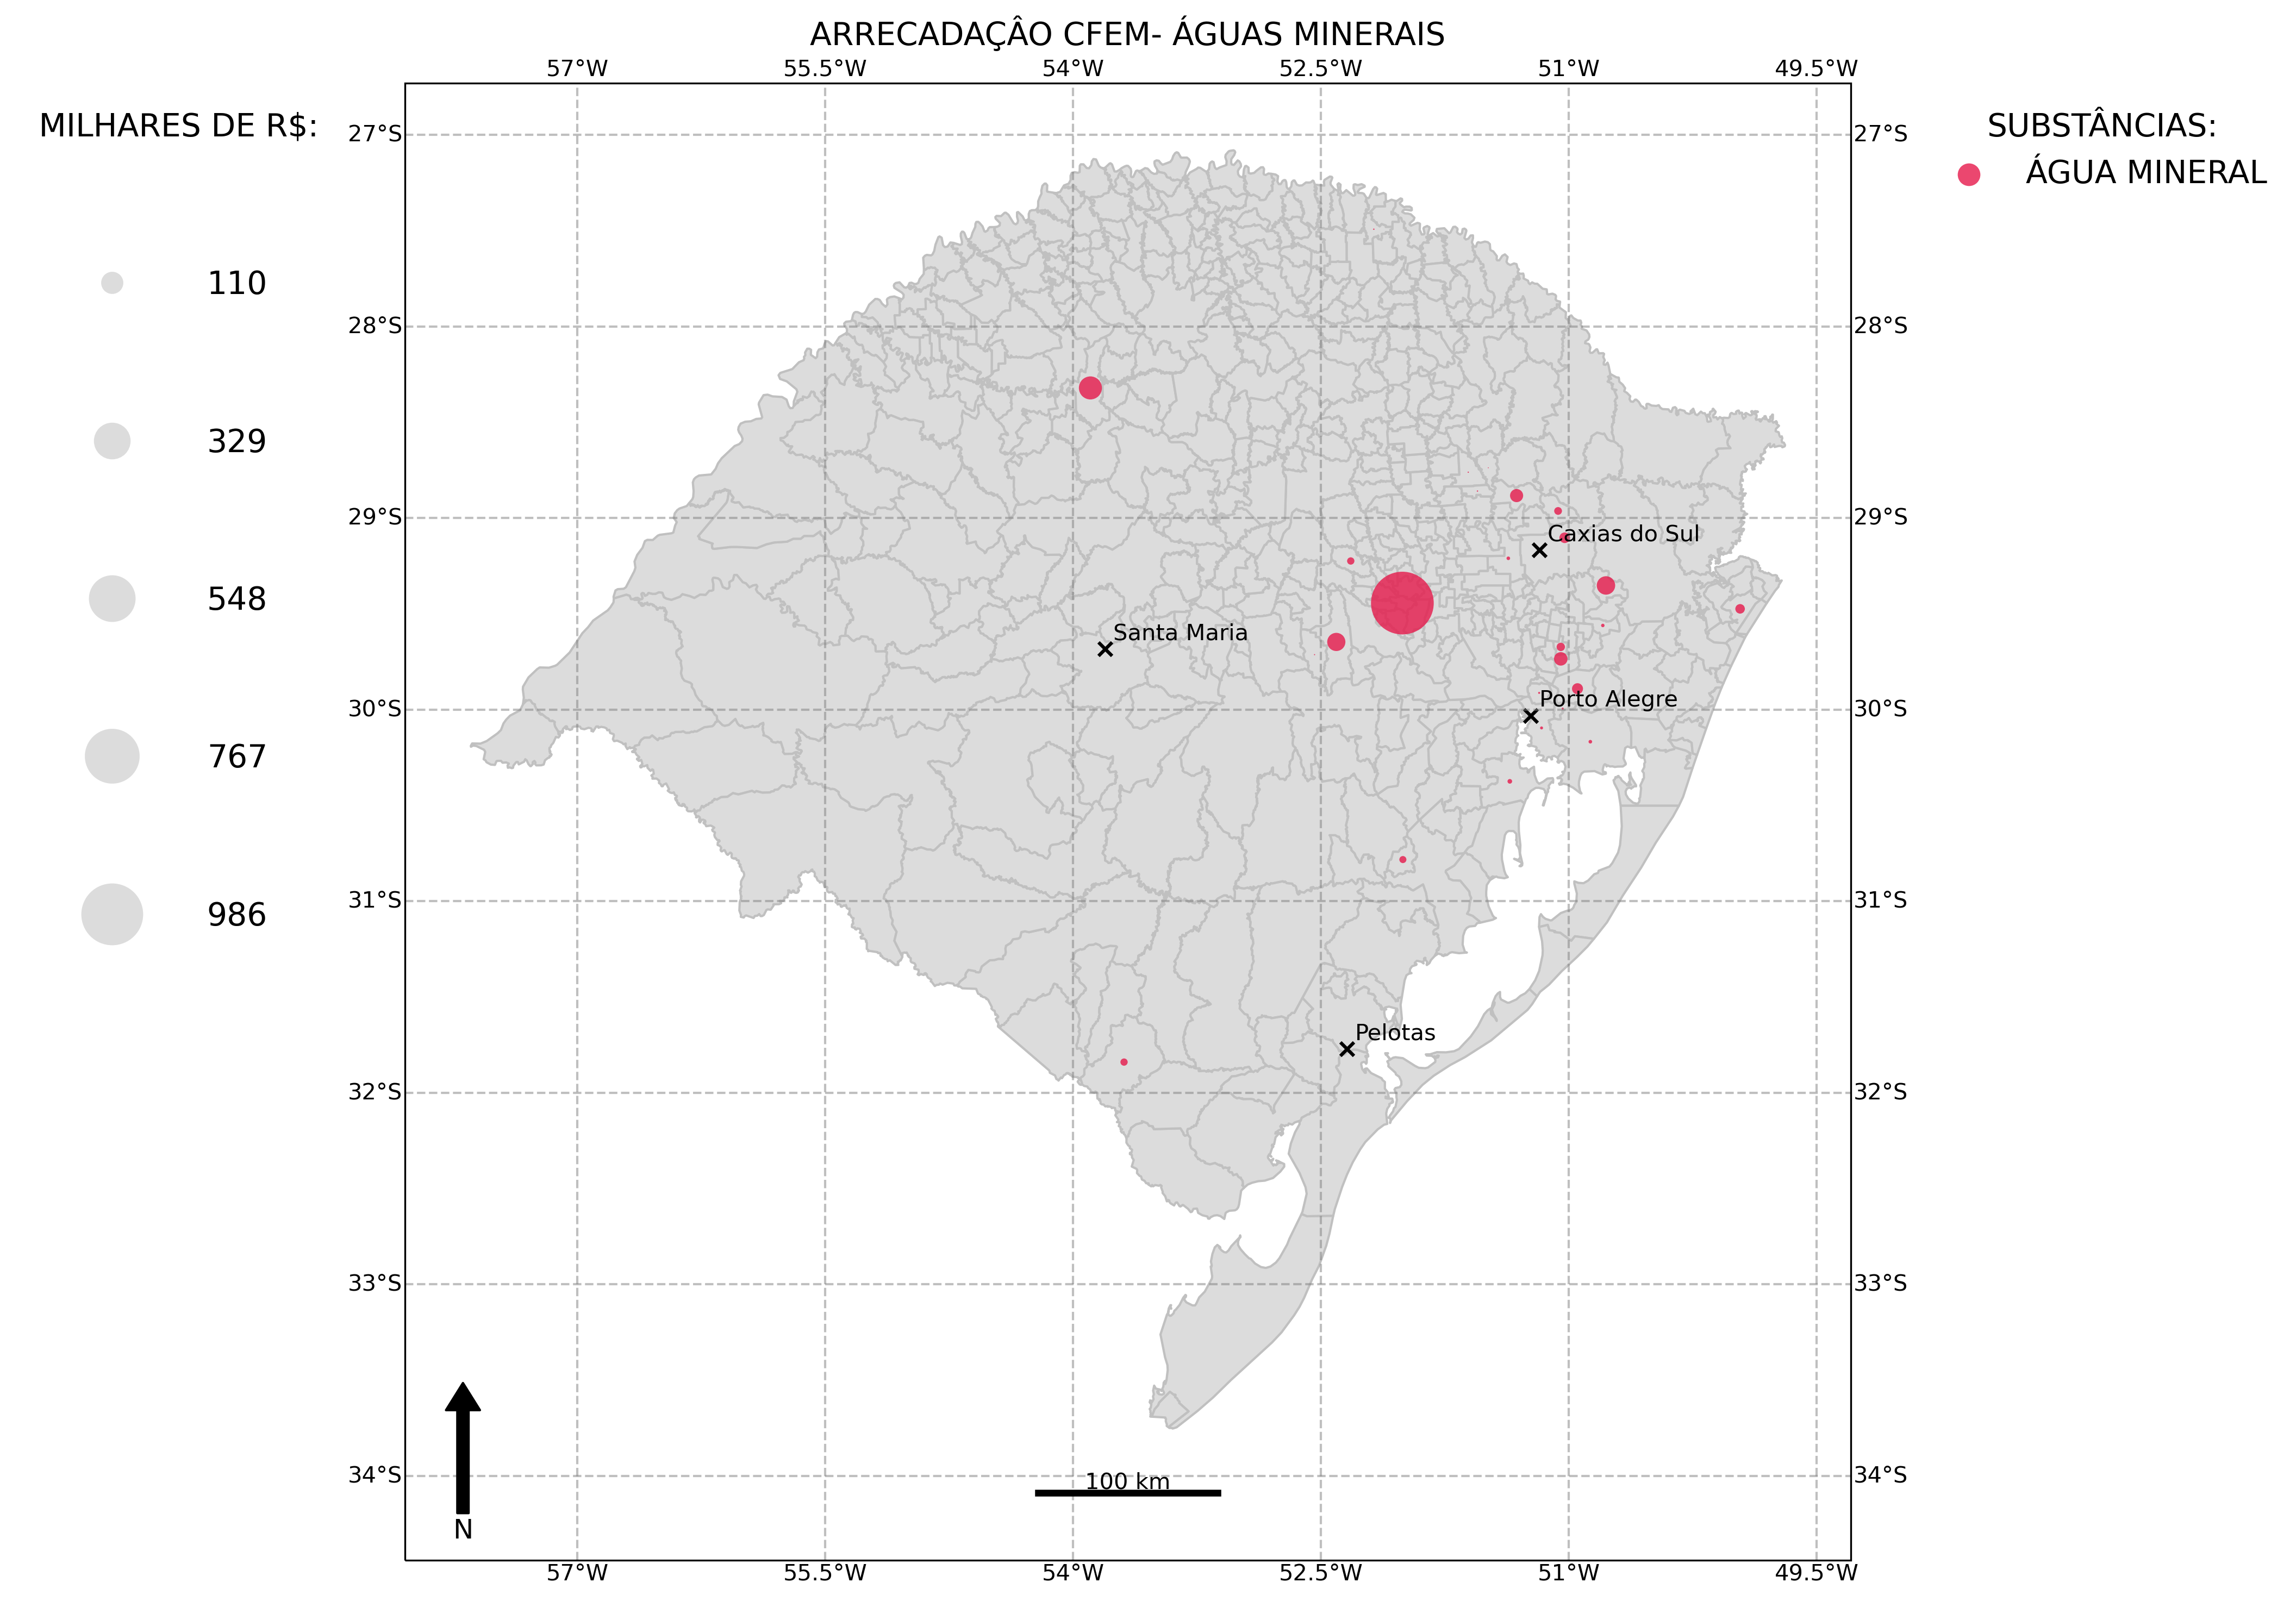 ARRECADAÇÂO CFEM- ÁGUAS MINERAIS
57°W 55.5°W 54°W 52.5°W 51°W 49.5°W
MILHARES DE R$:
110
329
548
767
986
SUBSTÂNCIAS:
ÁGUA MINERAL
27°S 27°S
28°S 28°S
29°S 29°S
Caxias do Sul
Santa Maria
Porto Alegre
30°S 30°S
31°S 31°S
Pelotas
32°S 32°S
33°S 33°S
34°S 34°S
100 km
N
57°W 55.5°W 54°W 52.5°W 51°W 49.5°W